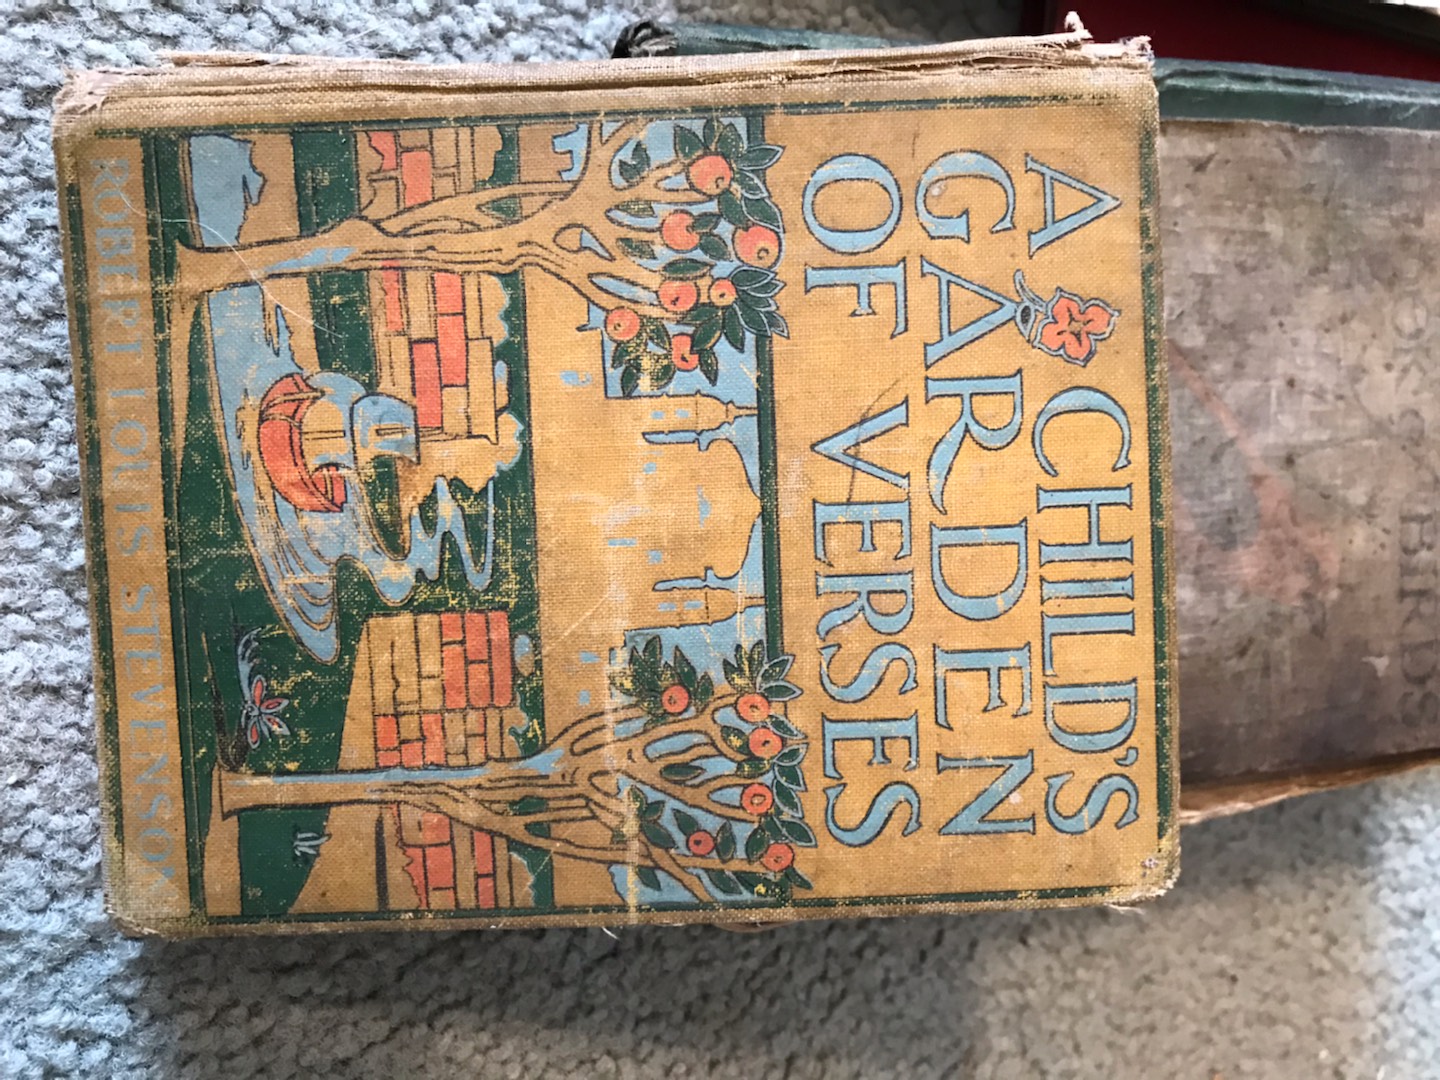 A CHILD'S
GARDEN
OF VERSES
ROBERT LOUIS STEVENSON
BIRDS